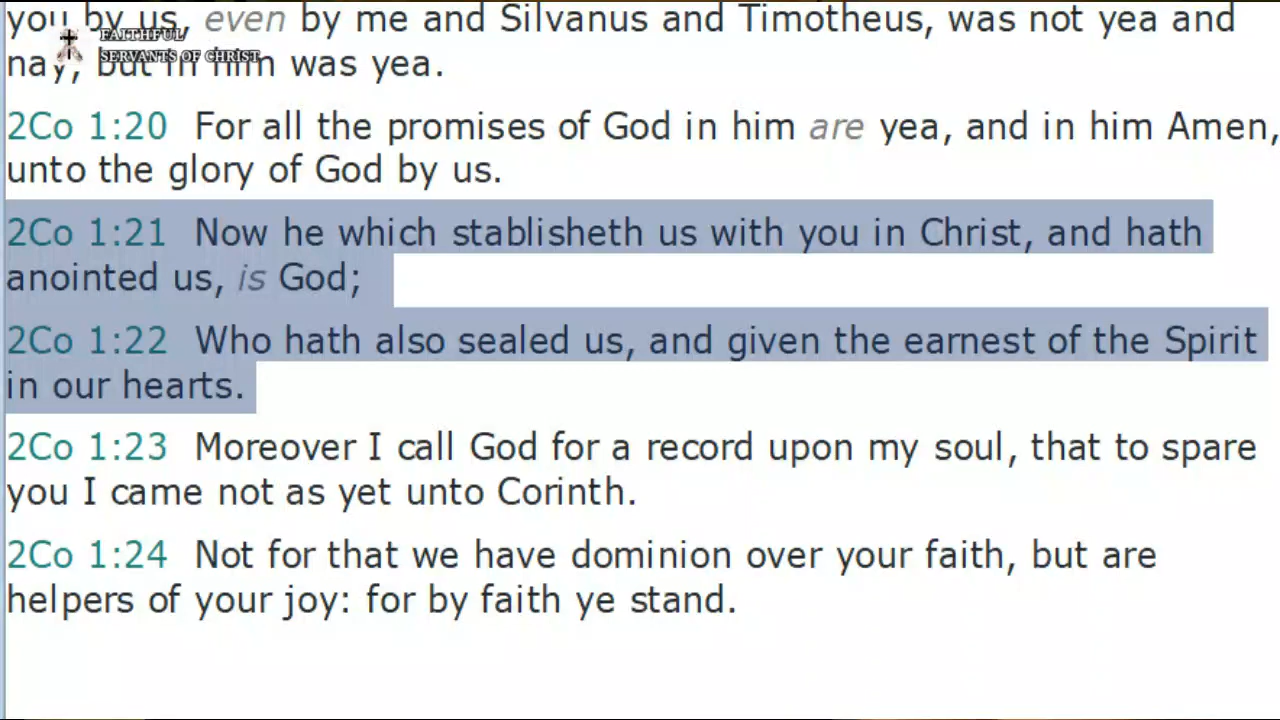 you by us, even by me and Silvanus and Timotheus, was not yea and
FAITHFUL
SERVANTS OF CHRIST
nay, but in him was yea.
2Co 1:20 For all the promises of God in him are yea, and in him Amen,
unto the glory of God by us.
2Co 1:21 Now he which stablisheth us with you in Christ, and hath
anointed us, is God;
2Co 1:22 Who hath also sealed us, and given the earnest of the Spirit
in our hearts.
2Co 1:23 Moreover I call God for a record upon my soul, that to spare
you I came not as yet unto Corinth.
2Co 1:24 Not for that we have dominion over your faith, but are
helpers of your joy: for by faith ye stand.